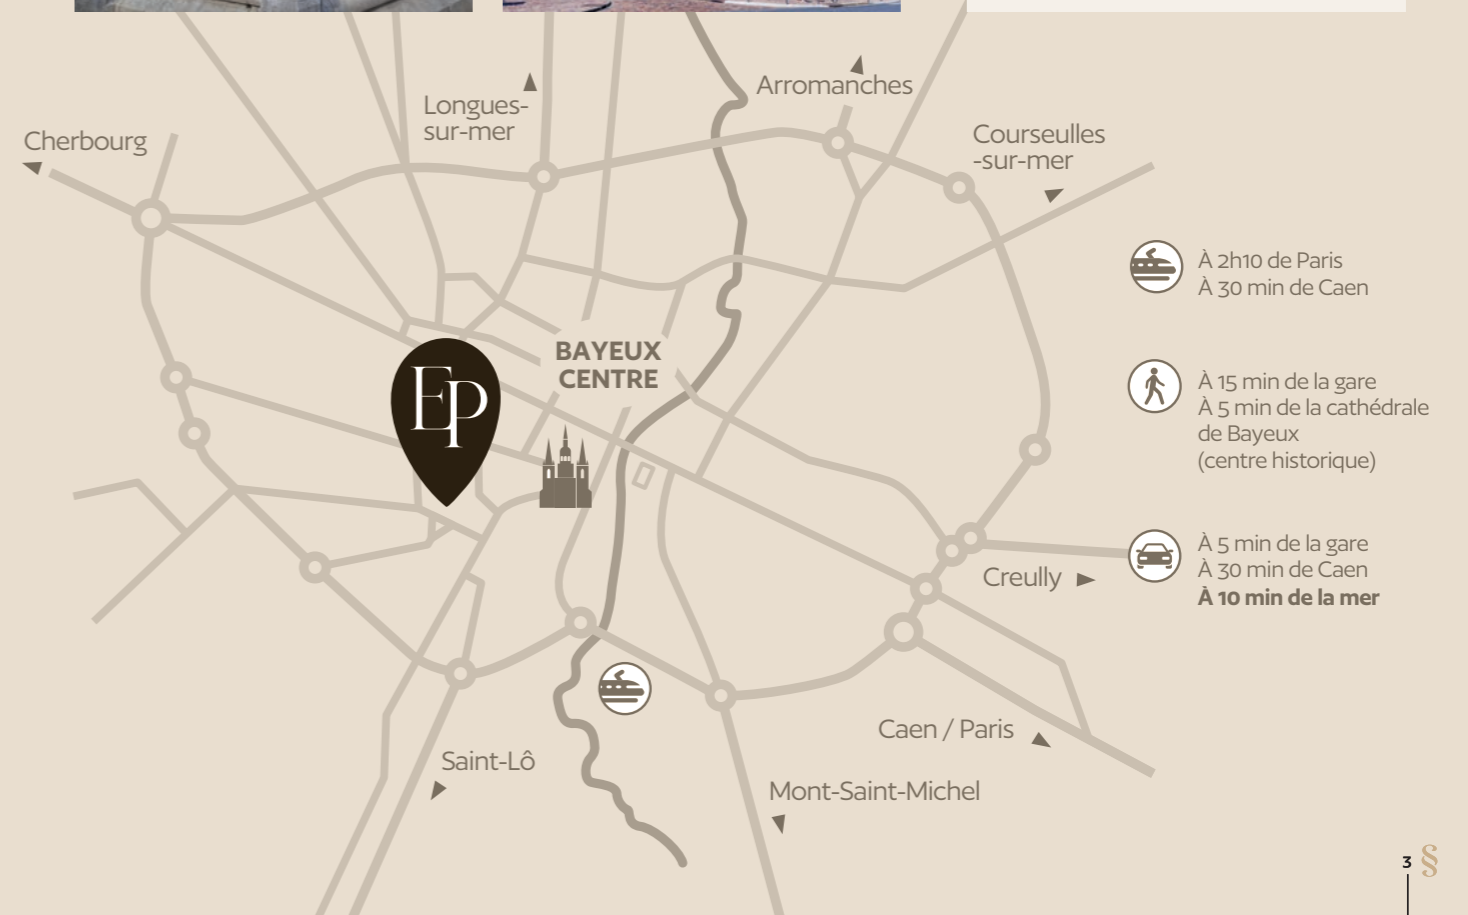 Arromanches
Longues-
sur-mer
Courseulles
-sur-mer
Cherbourg
À 2h10 de Paris
À 30 min de Caen
BAYEUX
CENTRE
EP
À 15 min de la gare
À 5 min de la cathédrale
de Bayeux
(centre historique)
À 5 min de la gare
À 30 min de Caen
À 10 min de la mer
Creully
Caen / Paris
Saint-Lô
Mont-Saint-Michel
3 §